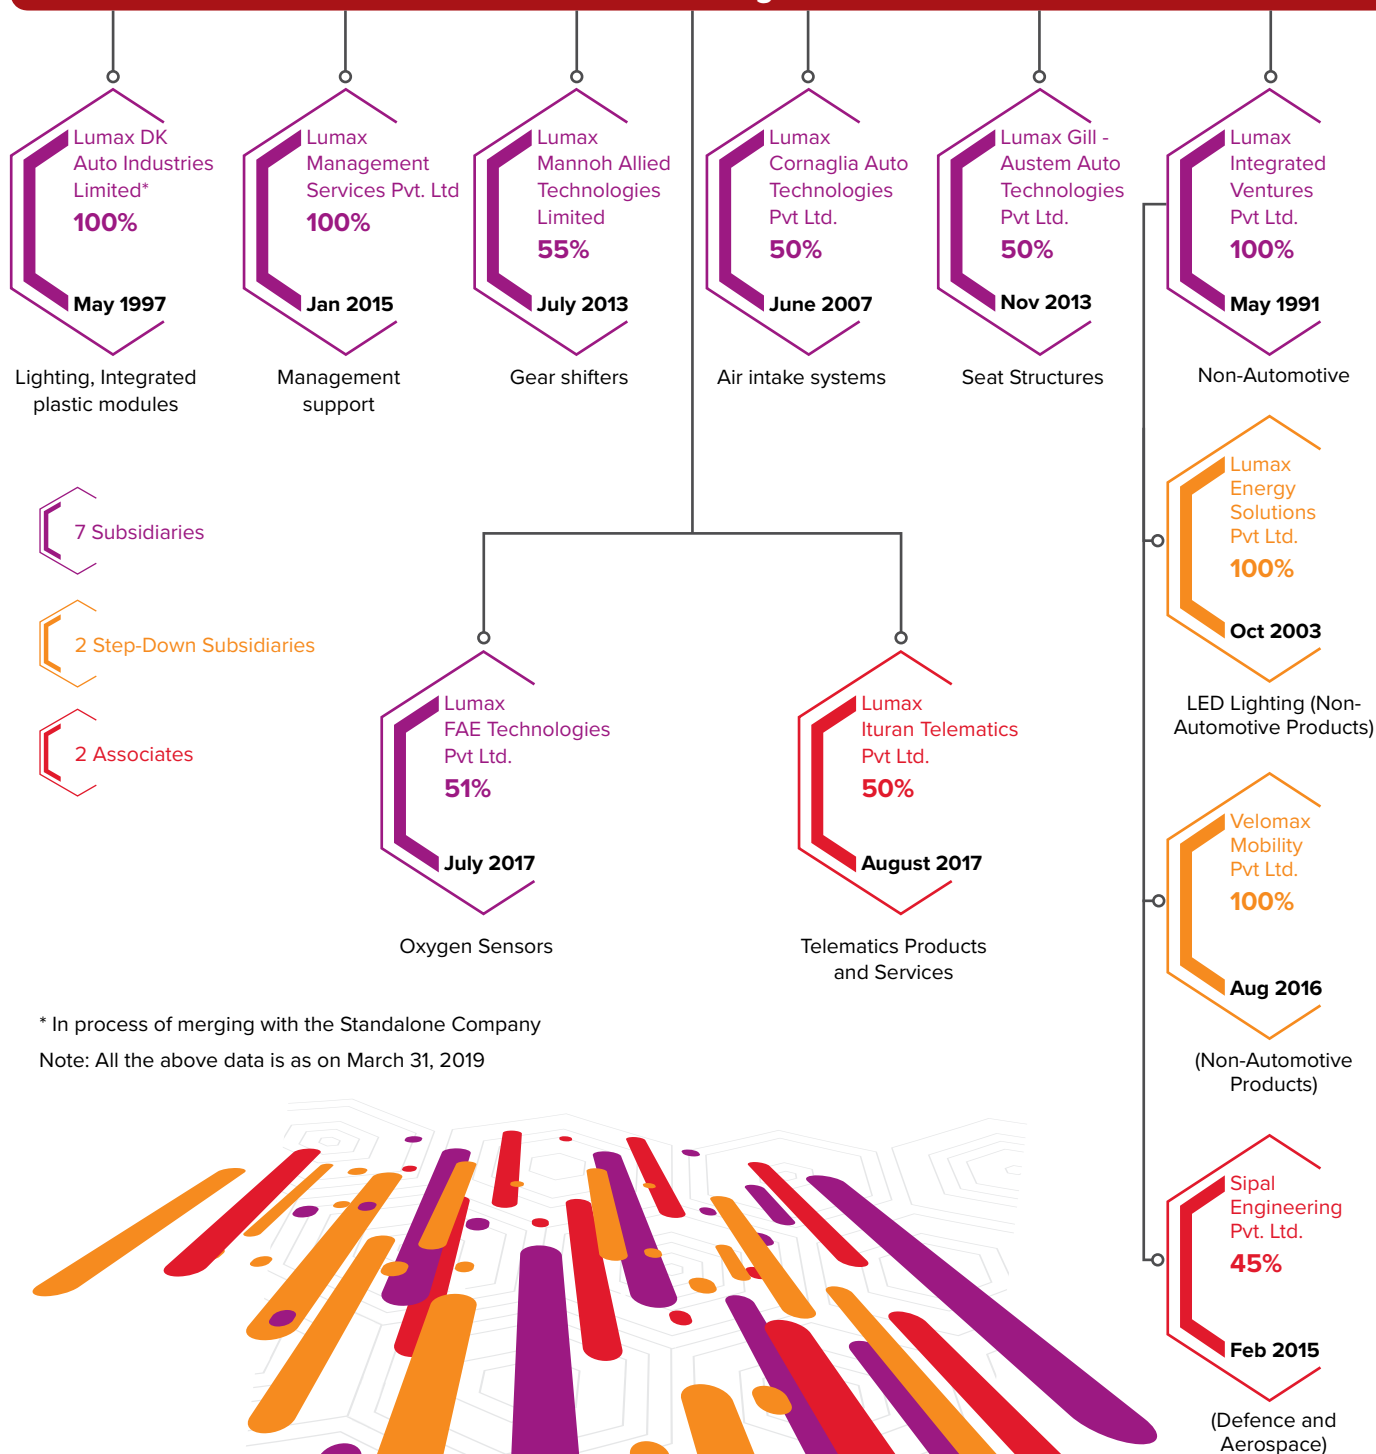 Lumax DK
Auto Industries
Limited*
100%
May 1997
Lighting, Integrated
plastic modules
Lumax
Management
Services Pvt. Ltd
100%
Jan 2015
Management
support
Lumax
Mannoh Allied
Technologies
Limited
55%
July 2013
Gear shifters
Lumax
Cornaglia Auto
Technologies
Pvt Ltd.
50%
June 2007
Air intake systems
Lumax Gill -
Austem Auto
Technologies
Pvt Ltd.
50%
Nov 2013
Seat Structures
Lumax
Integrated
Ventures
Pvt Ltd.
100%
May 1991
Non-Automotive
Lumax
Energy
Solutions
Pvt Ltd.
100%
Oct 2003
LED Lighting (Non-
Automotive Products)
7 Subsidiaries
2 Step-Down Subsidiaries
2 Associates
Lumax
FAE Technologies
Pvt Ltd.
51%
July 2017
Oxygen Sensors
Lumax
Ituran Telematics
Pvt Ltd.
50%
August 2017
Telematics Products
and Services
Velomax
Mobility
Pvt Ltd.
100%
Aug 2016
(Non-Automotive
Products)
* In process of merging with the Standalone Company
Note: All the above data is as on March 31, 2019
Sipal
Engineering
Pvt. Ltd.
45%
Feb 2015
(Defence and
Aerospace)